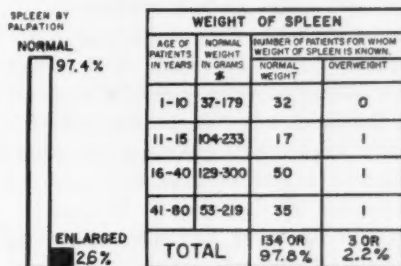 SPLEEN BY
PALPATION
NORMAL
97.4%
ENLARGED
2.6%
WEIGHT OF SPLEEN
AGE OF PATIENTS IN YEARS
NORMAL WEIGHT IN GRAMS *
NUMBER OF PATIENTS FOR WHOM WEIGHT OF SPLEEN IS KNOWN.
NORMAL WEIGHT
OVERWEIGHT
1-10 37-179 32 0
11-15 104-233 17 1
16-40 129-300 50 1
41-80 53-219 35 1
TOTAL 134 OR 97.8% 3 OR 2.2%